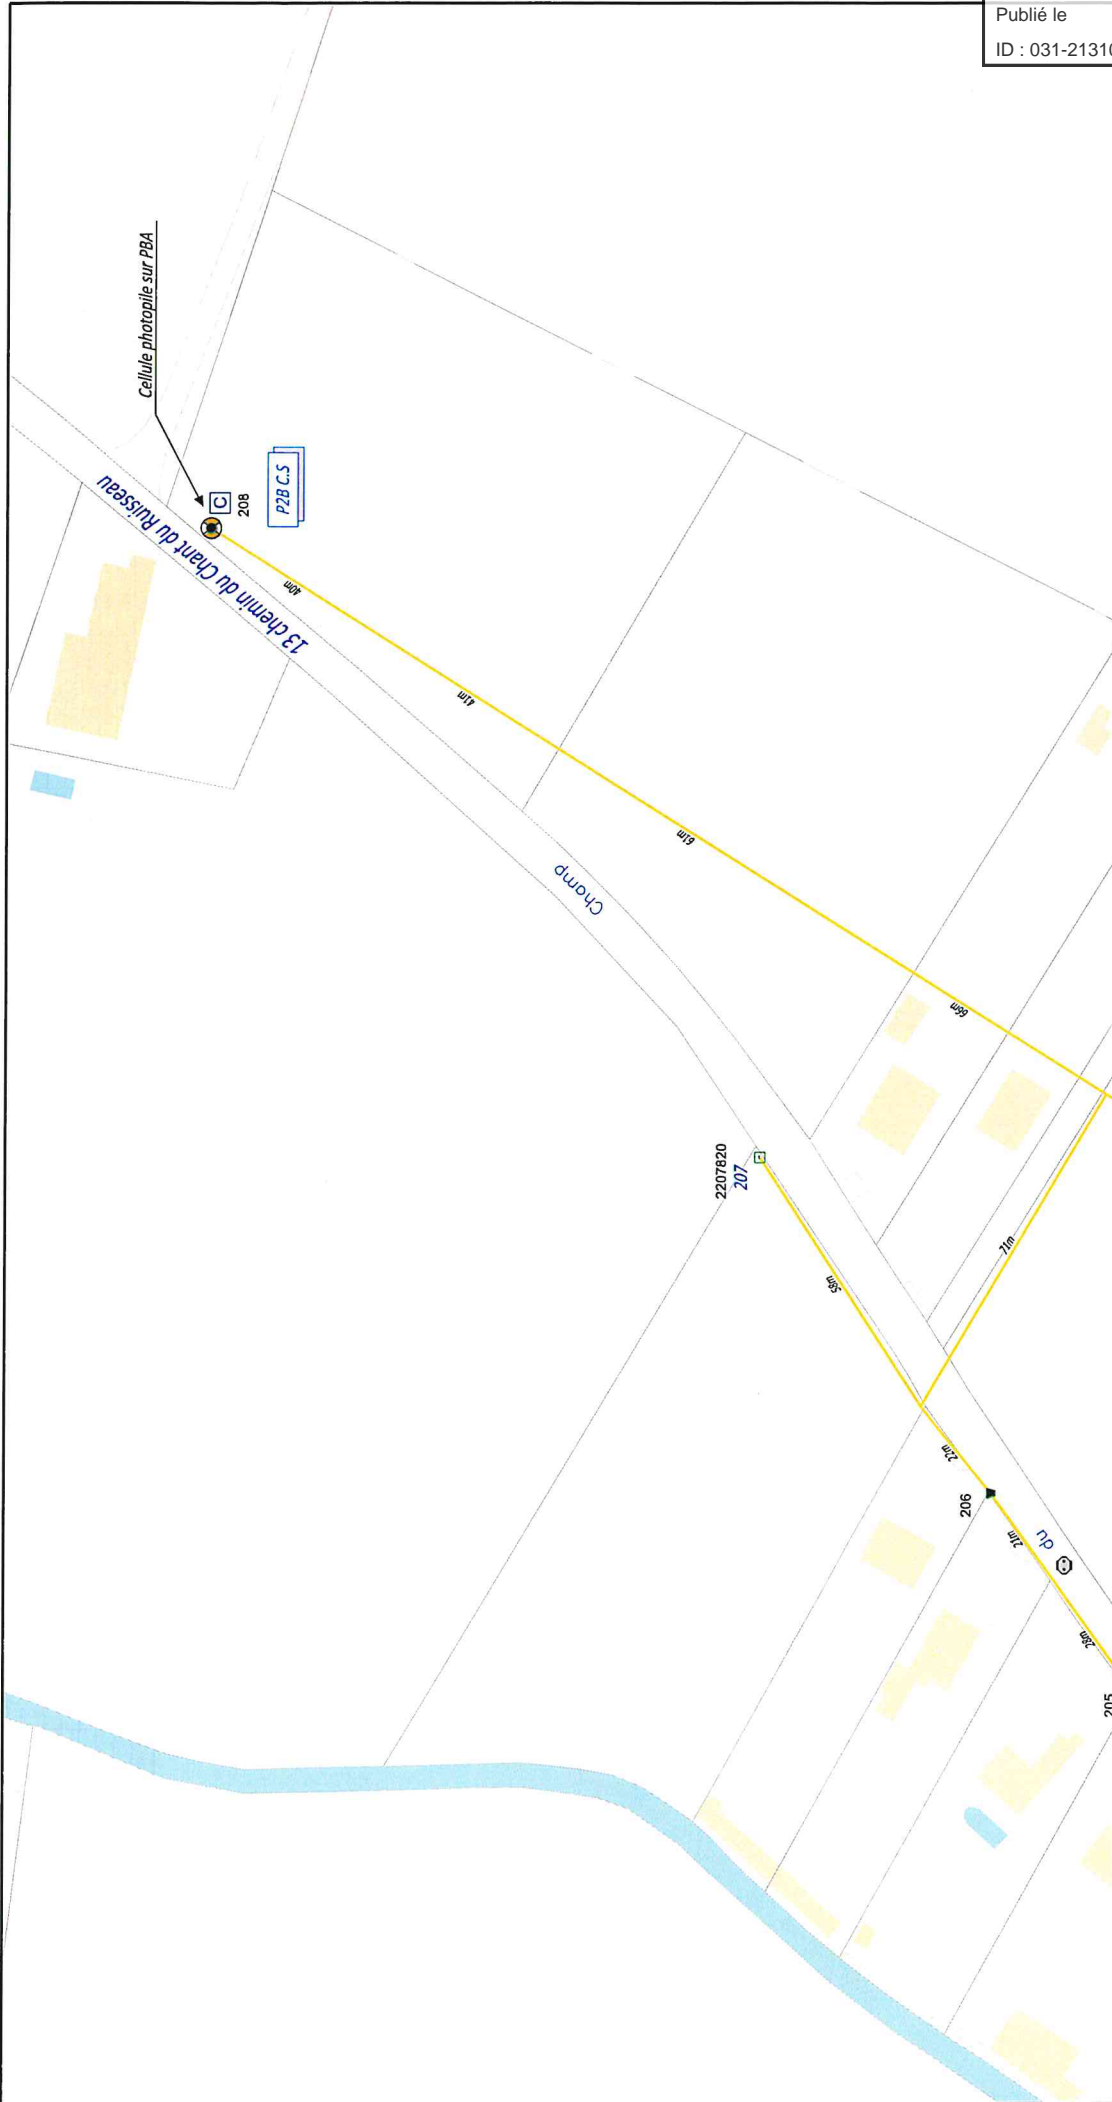 Publié le
ID : 031-21310
Cellule photopile sur PBA
C
208
P2B C.S
13 chemin du Chant du Ruisseau
40m
41m
Champ
61m
66m
2207820
207
58m
71m
22m
206
21m
du
28m
205